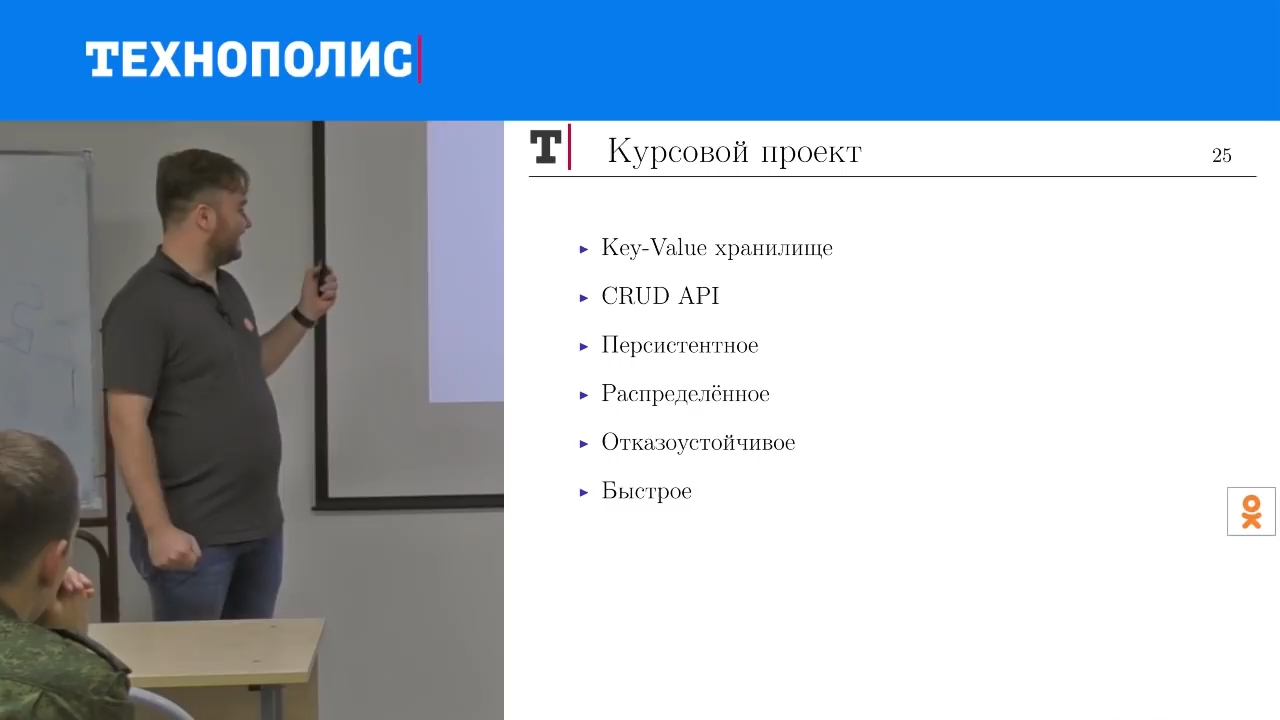 ТЕХНОПОЛИС
Т
Курсовой проект
25
Key-Value хранилище
CRUD API
Персистентное
Распределённое
Отказоустойчивое
Быстрое